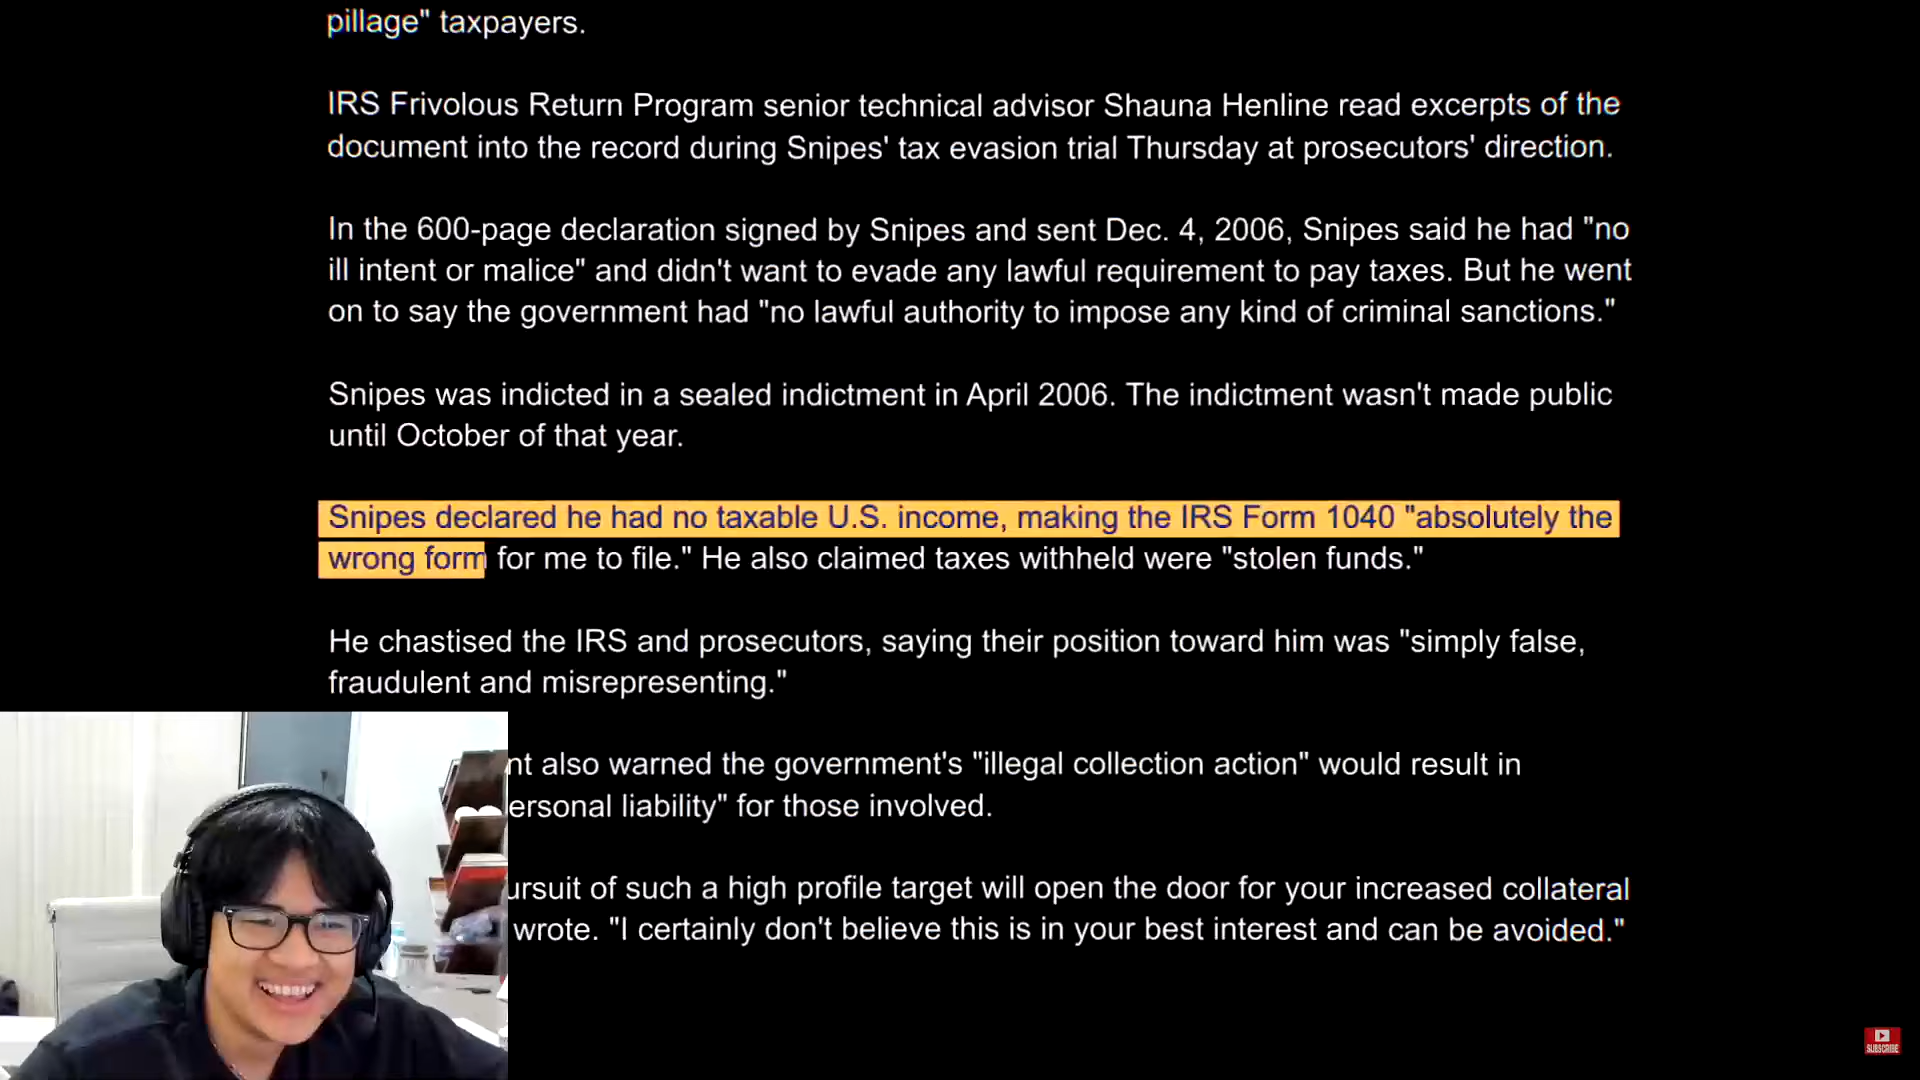 pillage" taxpayers.
IRS Frivolous Return Program senior technical advisor Shauna Henline read excerpts of the
document into the record during Snipes' tax evasion trial Thursday at prosecutors' direction.
In the 600-page declaration signed by Snipes and sent Dec. 4, 2006, Snipes said he had "no
ill intent or malice" and didn't want to evade any lawful requirement to pay taxes. But he went
on to say the government had "no lawful authority to impose any kind of criminal sanctions."
Snipes was indicted in a sealed indictment in April 2006. The indictment wasn't made public
until October of that year.
Snipes declared he had no taxable U.S. income, making the IRS Form 1040 "absolutely the
wrong form for me to file." He also claimed taxes withheld were "stolen funds."
He chastised the IRS and prosecutors, saying their position toward him was "simply false,
fraudulent and misrepresenting."
nt also warned the government's "illegal collection action" would result in
ersonal liability" for those involved.
ursuit of such a high profile target will open the door for your increased collateral
wrote. "I certainly don't believe this is in your best interest and can be avoided."
SUBSCRIBE